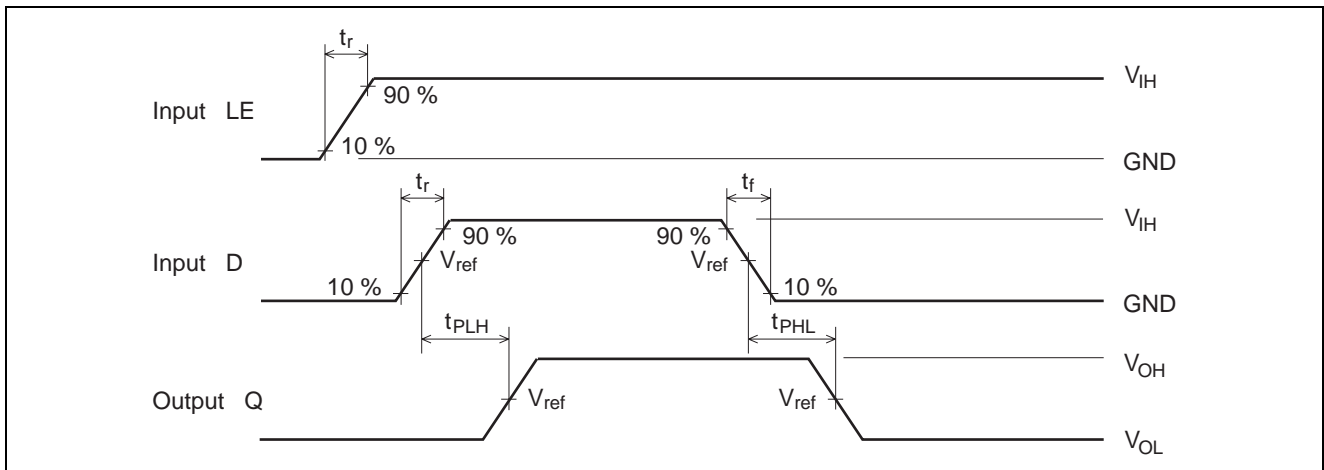 tr
VIH
90 %
Input LE
10 %
GND
tr
tf
VIH
90 %
90 %
Input D
Vref
Vref
10 %
10 %
GND
tPLH
tPHL
VOH
Output Q
Vref
Vref
VOL